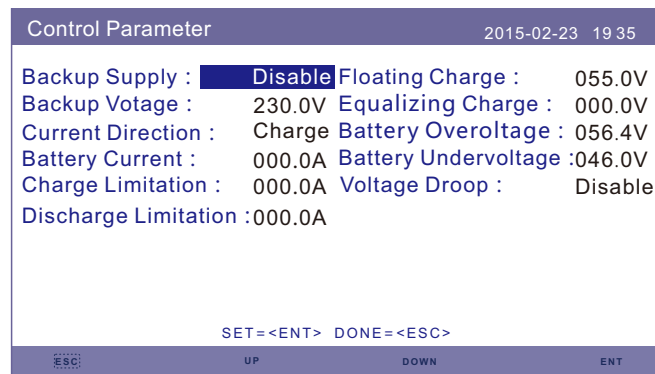 Control Parameter 2015-02-23 19 35
Backup Supply : Disable Floating Charge : 055.0V
Backup Votage : 230.0V Equalizing Charge : 000.0V
Current Direction : Charge Battery Overoltage : 056.4V
Battery Current : 000.0A Battery Undervoltage :046.0V
Charge Limitation : 000.0A Voltage Droop : Disable
Discharge Limitation :000.0A
SET=<ENT> DONE=<ESC>
ESC UP DOWN ENT